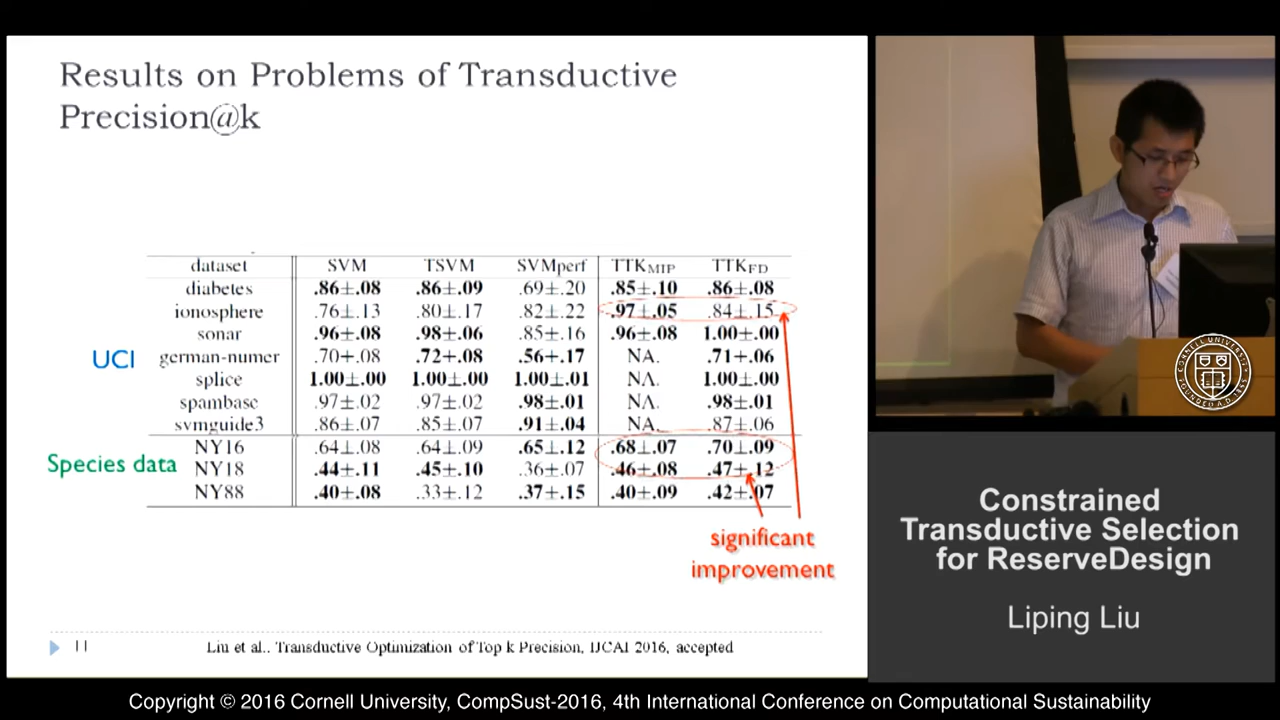 Results on Problems of Transductive
Precision@k
dataset SVM TSVM SVMperf TTKMIP TTKFD
diabetes .86±.08 .86±.09 .69±.20 .85±.10 .86±.08
ionosphere .76±.13 .80±.17 .82±.22 .97±.05 .84±.15
sonar .96±.08 .98±.06 .85±.16 .96±.08 1.00±.00
german-numer .70±.08 .72±.08 .56±.17 NA. .71±.06
splice 1.00±.00 1.00±.00 1.00±.01 NA. 1.00±.00
spambase .97±.02 .97±.02 .98±.01 NA. .98±.01
svmguide3 .86±.07 .85±.07 .91±.04 NA. .87±.06
NY16 .64±.08 .64±.09 .65±.12 .68±.07 .70±.09
NY18 .44±.11 .45±.10 .36±.07 .46±.08 .47±.12
NY88 .40±.08 .33±.12 .37±.15 .40±.09 .42±.07
UCI
Species data
significant
improvement
11
Liu et al., Transductive Optimization of Top k Precision, IJCAI 2016, accepted
Constrained
Transductive Selection
for ReserveDesign
Liping Liu
Copyright © 2016 Cornell University, CompSust-2016, 4th International Conference on Computational Sustainability